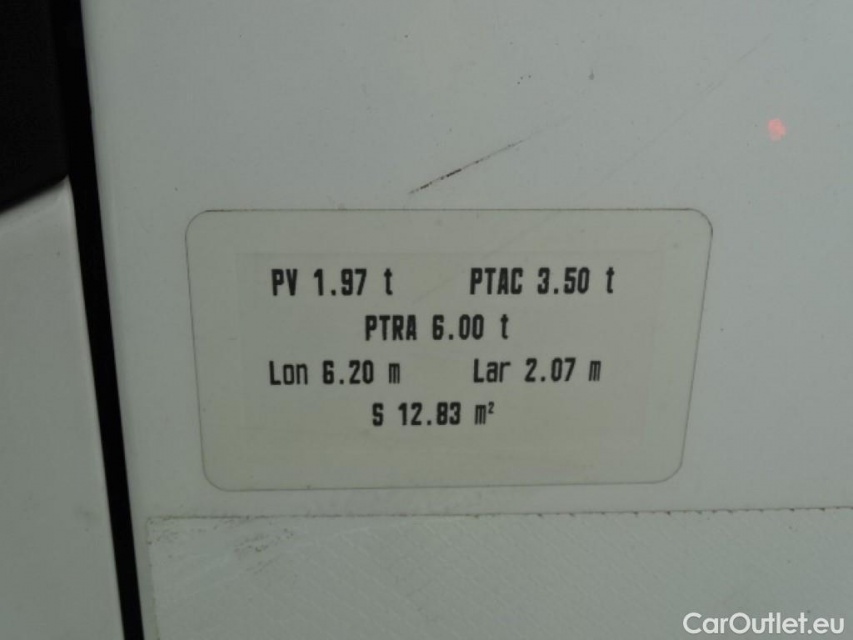 PV 1.97 t PTAC 3.50 t
PTRA 6.00 t
Lon 6.20 m Lar 2.07 m
S 12.83 m²
CarOutlet.eu